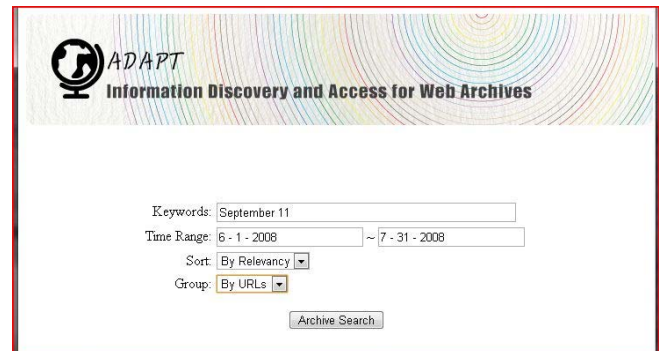 ADAPT
Information Discovery and Access for Web Archives
Keywords: September 11
Time Range: 6 - 1 - 2008 ~ 7 - 31 - 2008
Sort: By Relevancy
Group: By URLs
Archive Search